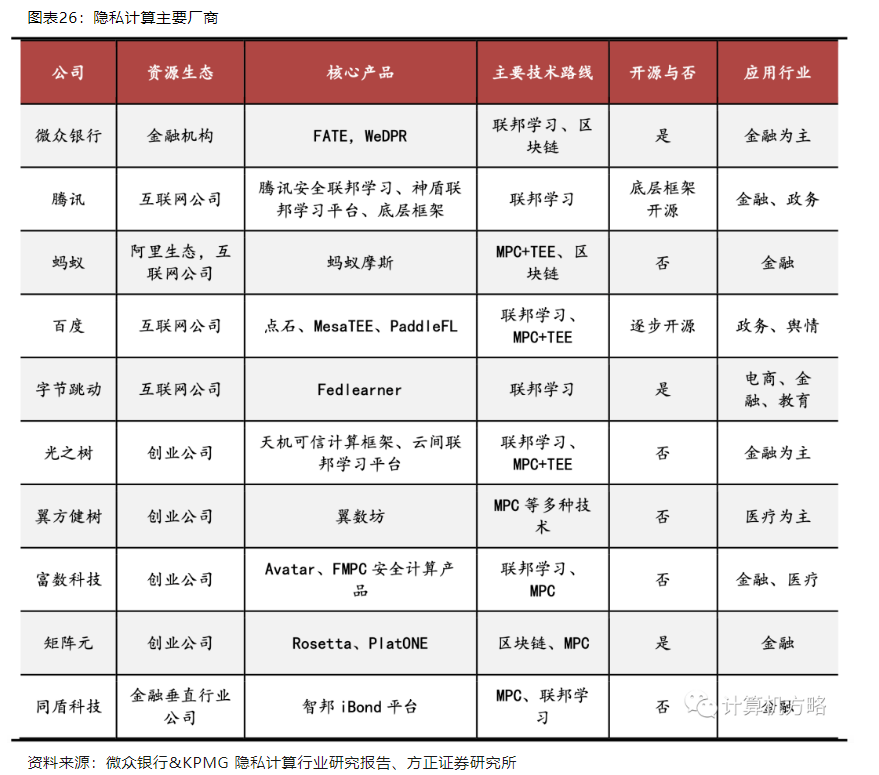 图表26：隐私计算主要厂商
公司 资源生态 核心产品 主要技术路线 开源与否 应用行业
微众银行 金融机构 FATE，WeDPR 联邦学习、区
块链 是 金融为主
腾讯 互联网公司 腾讯安全联邦学习、神盾联
邦学习平台、底层框架 联邦学习 底层框架
开源 金融、政务
蚂蚁 阿里生态，互
联网公司 蚂蚁摩斯 MPC+TEE、区
块链 否 金融
百度 互联网公司 点石、MesaTEE、PaddleFL 联邦学习、
MPC+TEE 逐步开源 政务、舆情
字节跳动 互联网公司 Fedlearner 联邦学习 是 电商、金
融、教育
光之树 创业公司 天机可信计算框架、云间联
邦学习平台 联邦学习、
MPC+TEE 否 金融为主
翼方健树 创业公司 翼数坊 MPC 等多种技
术 否 医疗为主
富数科技 创业公司 Avatar、FMPC 安全计算产
品 联邦学习、
MPC 否 金融、医疗
矩阵元 创业公司 Rosetta、PlatONE 区块链、MPC 是 金融
同盾科技 金融垂直行业
公司 智邦 iBond 平台 MPC、联邦学
习 否 金融
计算机方略
资料来源：微众银行&KPMG 隐私计算行业研究报告、方正证券研究所